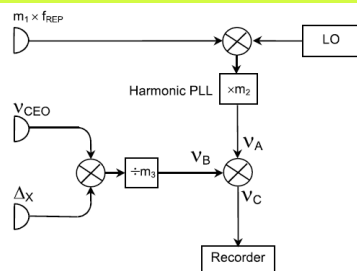 m₁ × f_REP
LO
Harmonic PLL
×m₂
ν_CEO
ν_A
ν_B
÷m₃
ν_C
Δ_X
Recorder